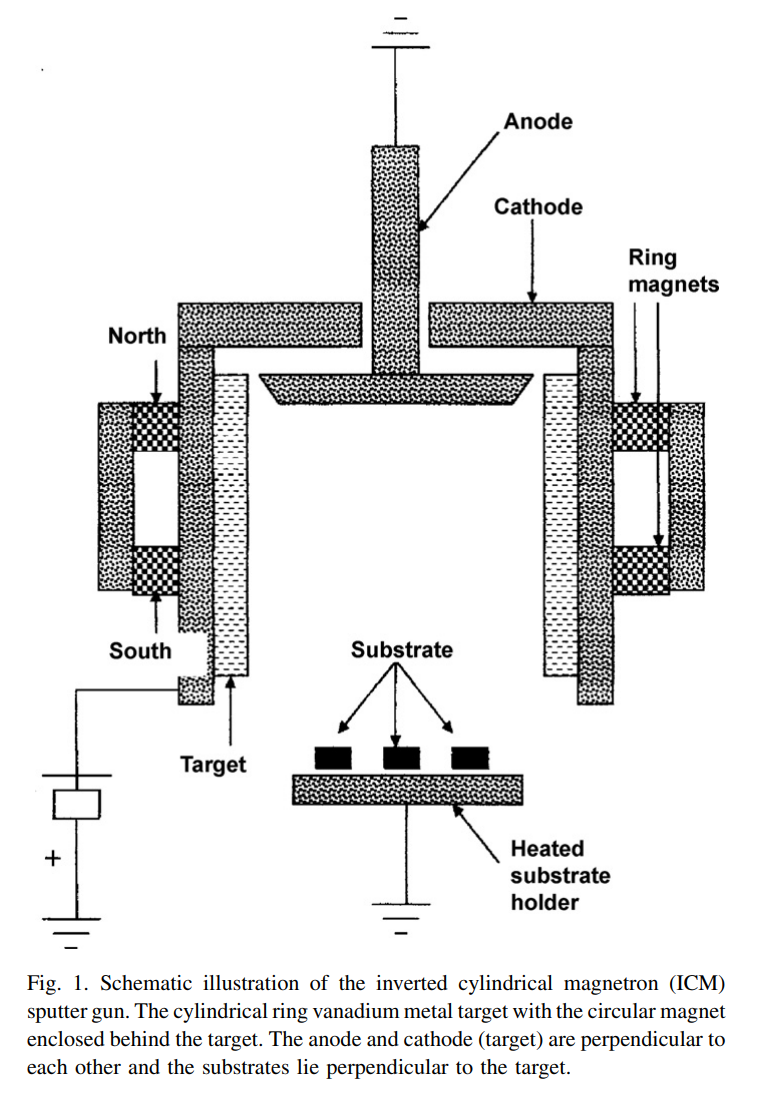 Anode
Cathode
Ring
magnets
North
South
Substrate
Target
+
Heated
substrate
holder
Fig. 1. Schematic illustration of the inverted cylindrical magnetron (ICM)
sputter gun. The cylindrical ring vanadium metal target with the circular magnet
enclosed behind the target. The anode and cathode (target) are perpendicular to
each other and the substrates lie perpendicular to the target.